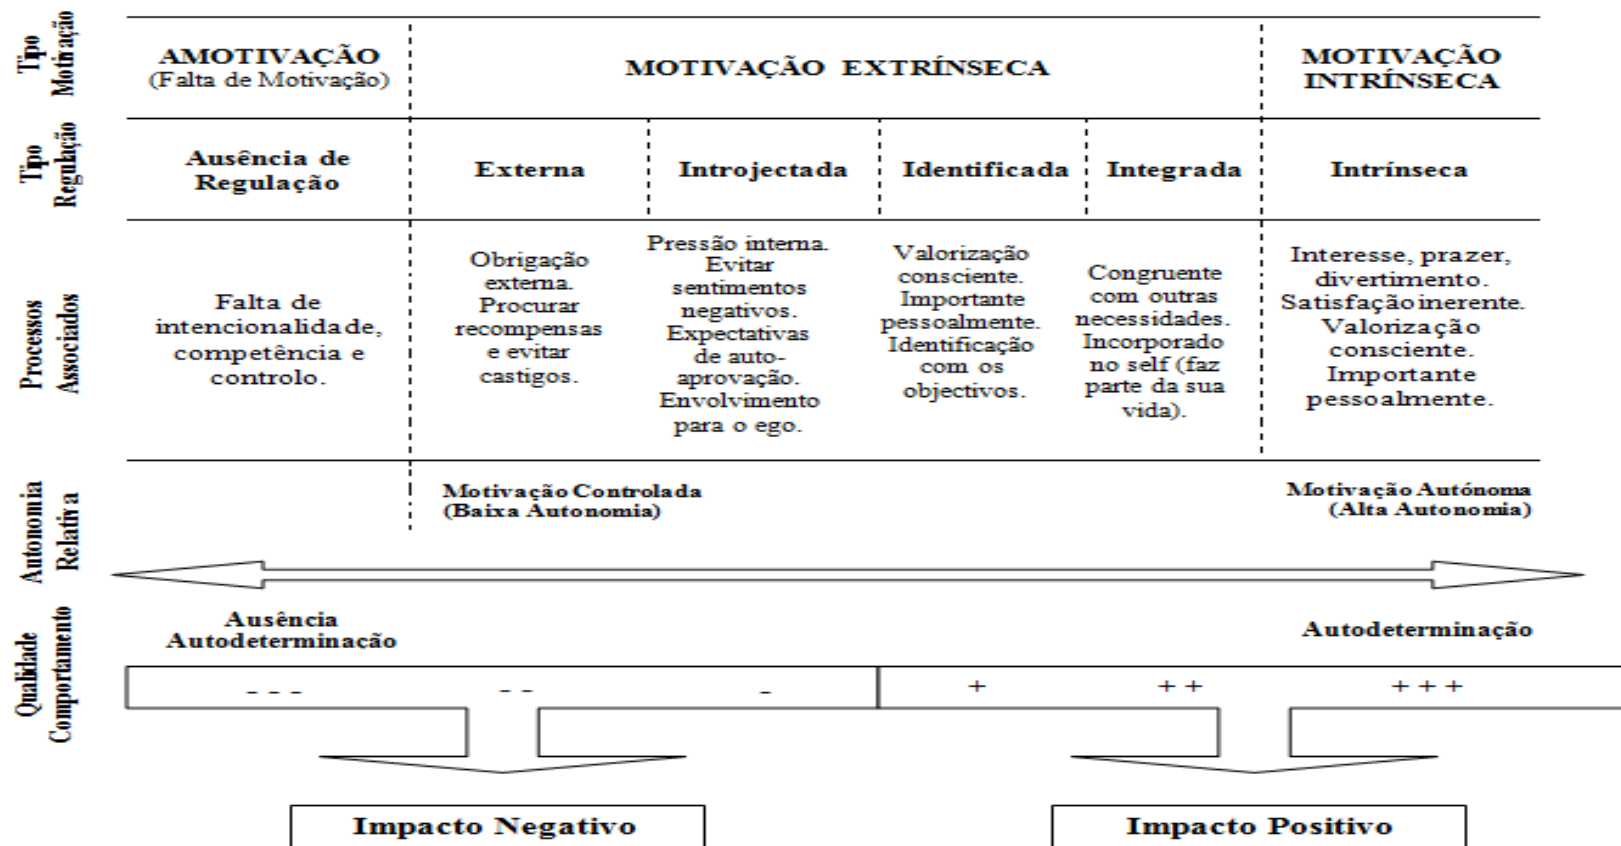 Tipo
Motivação
AMOTIVAÇÃO
(Falta de Motivação)
MOTIVAÇÃO EXTRÍNSECA
MOTIVAÇÃO
INTRÍNSECA
Tipo
Regulação
Ausência de
Regulação
Externa
Introjectada
Identificada
Integrada
Intrínseca
Processos
Associados
Falta de
intencionalidade,
competência e
controlo.
Obrigação
externa.
Procurar
recompensas
e evitar
castigos.
Pressão interna.
Evitar
sentimentos
negativos.
Expectativas
de auto-
aprovação.
Envolvimento
para o ego.
Valorização
consciente.
Importante
pessoalmente.
Identificação
com os
objectivos.
Congruente
com outras
necessidades.
Incorporado
no self (faz
parte da sua
vida).
Interesse, prazer,
divertimento.
Satisfação inerente.
Valorização
consciente.
Importante
pessoalmente.
Autonomia
Relativa
Motivação Controlada
(Baixa Autonomia)
Motivação Autónoma
(Alta Autonomia)
Qualidade
Comportamento
Ausência
Autodeterminação
Autodeterminação
- - -
- -
-
+
+ +
+ + +
Impacto Negativo
Impacto Positivo